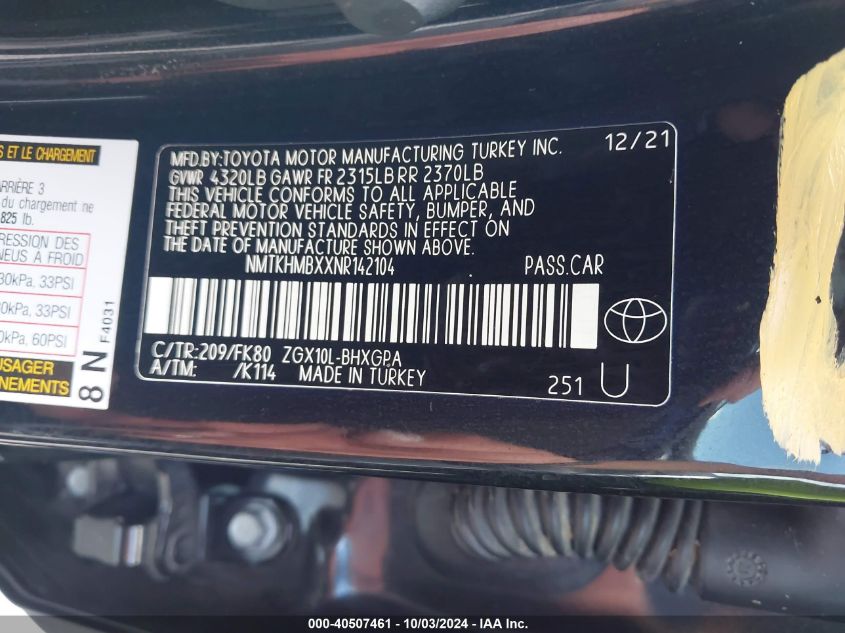 S ET LE CHARGEMENT
ARRIÈRE 3
du chargement ne
825 lb.
PRESSION DES
NEUS A FROID
30kPa, 33PSI
30kPa, 33PSI
0kPa, 60PSI
USAGER
NEMENTS
8 N F4031
MFD.BY:TOYOTA MOTOR MANUFACTURING TURKEY INC. 12/21
GVWR 4320LB GAWR FR 2315LB RR 2370LB
THIS VEHICLE CONFORMS TO ALL APPLICABLE
FEDERAL MOTOR VEHICLE SAFETY, BUMPER, AND
THEFT PREVENTION STANDARDS IN EFFECT ON
THE DATE OF MANUFACTURE SHOWN ABOVE.
NMTKHMBXXNR142104 PASS.CAR
C/TR:209/FK80 ZGX10L-BHXGPA
A/TM: /K114 MADE IN TURKEY
251 U
000-40507461 - 10/03/2024 - IAA Inc.